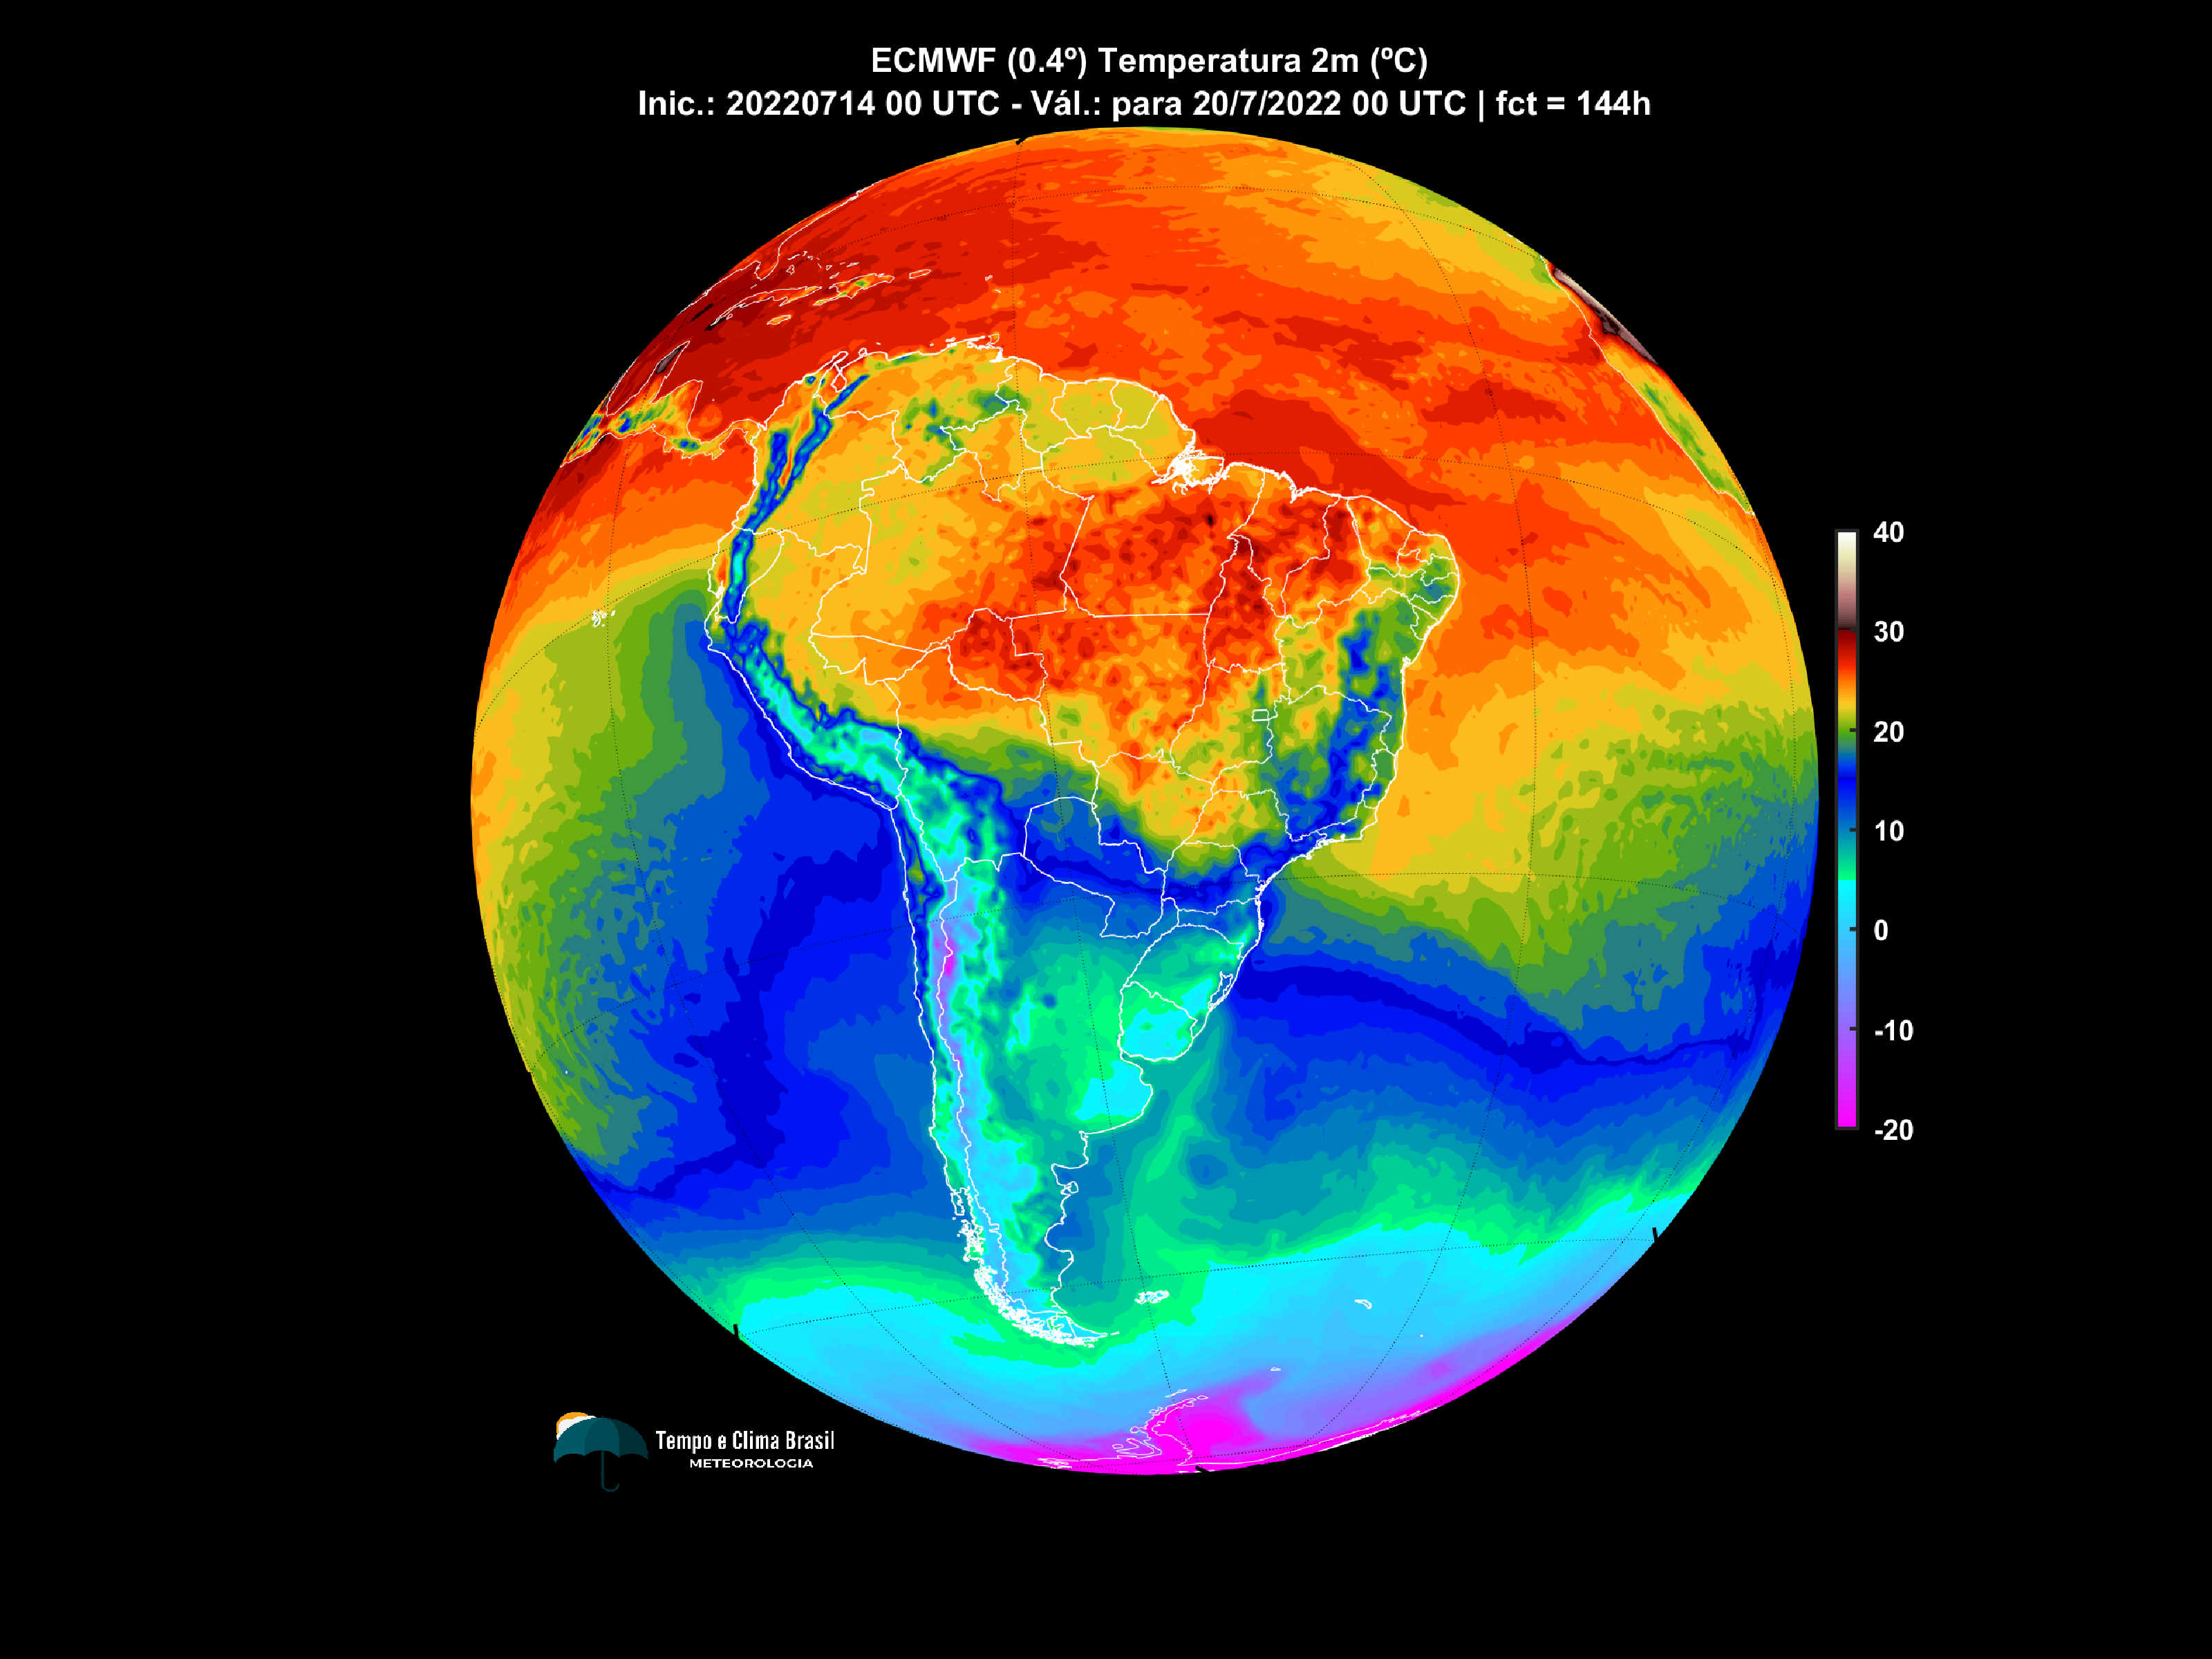 ECMWF (0.4º) Temperatura 2m (ºC)
Inic.: 20220714 00 UTC - Vál.: para 20/7/2022 00 UTC | fct = 144h
40
30
20
10
0
-10
-20
Tempo e Clima Brasil
METEOROLOGIA